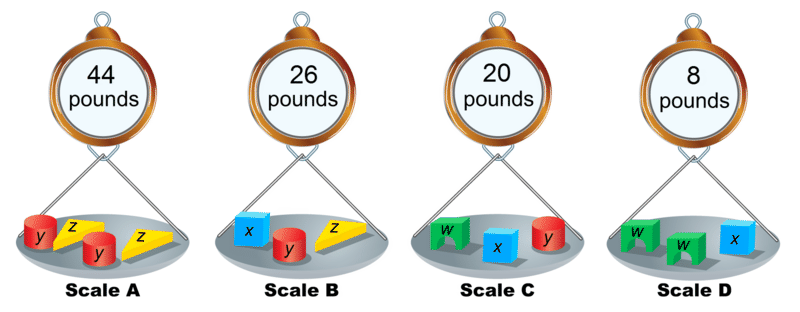 44
pounds
y
z
y
z
Scale A
26
pounds
x
y
z
Scale B
20
pounds
w
x
y
Scale C
8
pounds
w
w
x
Scale D